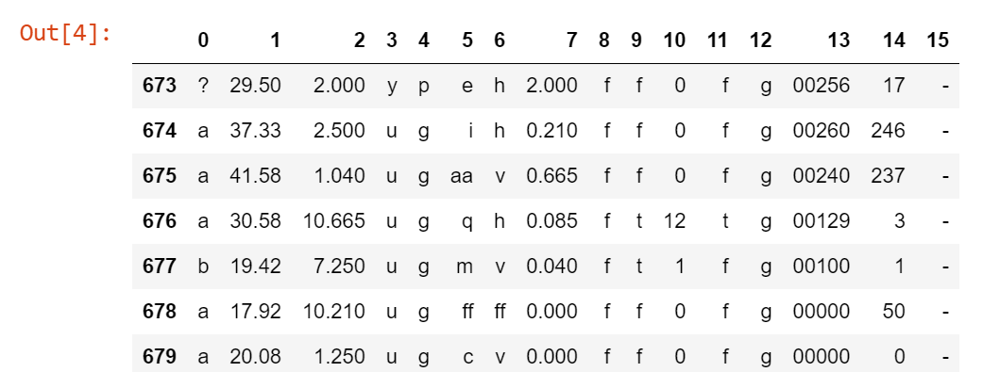 Out[4]:
0 1 2 3 4 5 6 7 8 9 10 11 12 13 14 15
673 ? 29.50 2.000 y p e h 2.000 f f 0 f g 00256 17 -
674 a 37.33 2.500 u g i h 0.210 f f 0 f g 00260 246 -
675 a 41.58 1.040 u g aa v 0.665 f f 0 f g 00240 237 -
676 a 30.58 10.665 u g q h 0.085 f t 12 t g 00129 3 -
677 b 19.42 7.250 u g m v 0.040 f t 1 f g 00100 1 -
678 a 17.92 10.210 u g ff ff 0.000 f f 0 f g 00000 50 -
679 a 20.08 1.250 u g c v 0.000 f f 0 f g 00000 0 -